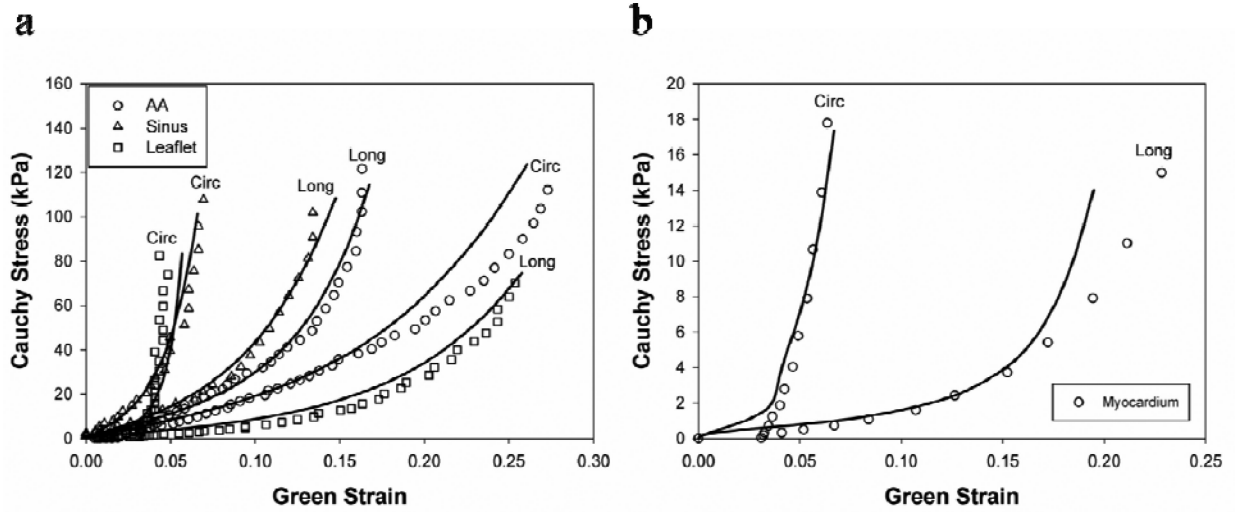 a
160
140
120
100
80
60
40
20
0
Cauchy Stress (kPa)
AA
Sinus
Leaflet
Circ
Circ
Long
Long
Circ
Long
0.00 0.05 0.10 0.15 0.20 0.25 0.30
Green Strain
b
20
18
16
14
12
10
8
6
4
2
0
Cauchy Stress (kPa)
Circ
Long
Myocardium
0.00 0.05 0.10 0.15 0.20 0.25
Green Strain